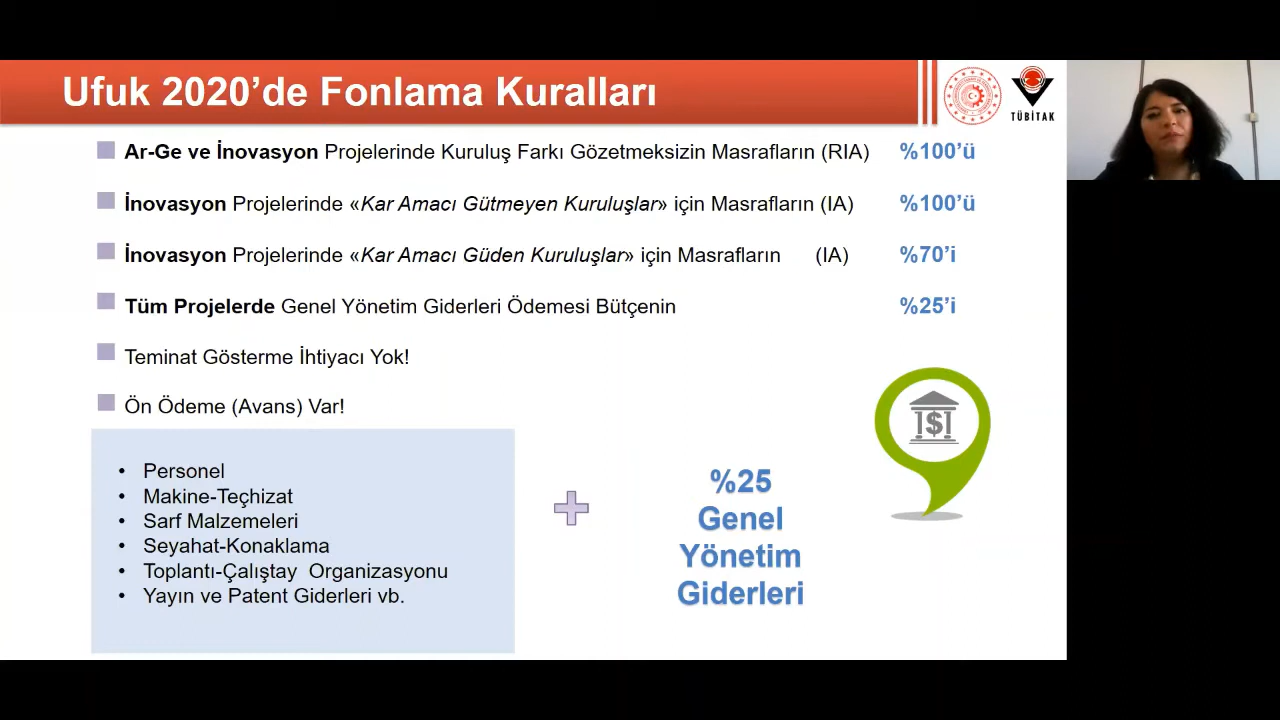 Ufuk 2020’de Fonlama Kuralları
TÜBİTAK
Ar-Ge ve İnovasyon Projelerinde Kuruluş Farkı Gözetmeksizin Masrafların (RIA) %100’ü
İnovasyon Projelerinde «Kar Amacı Gütmeyen Kuruluşlar» için Masrafların (IA) %100’ü
İnovasyon Projelerinde «Kar Amacı Güden Kuruluşlar» için Masrafların (IA) %70’i
Tüm Projelerde Genel Yönetim Giderleri Ödemesi Bütçenin %25’i
Teminat Gösterme İhtiyacı Yok!
Ön Ödeme (Avans) Var!
• Personel
• Makine-Teçhizat
• Sarf Malzemeleri
• Seyahat-Konaklama
• Toplantı-Çalıştay Organizasyonu
• Yayın ve Patent Giderleri vb.
%25
Genel
Yönetim
Giderleri